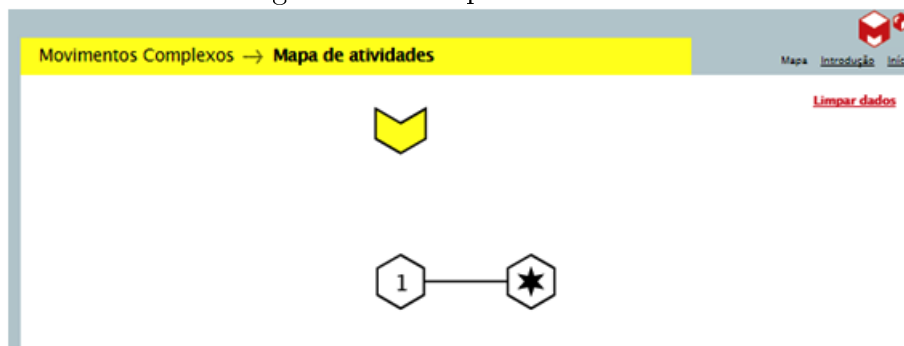 Movimentos Complexos → Mapa de atividades
Mapa Introdução
Limpar dados
1